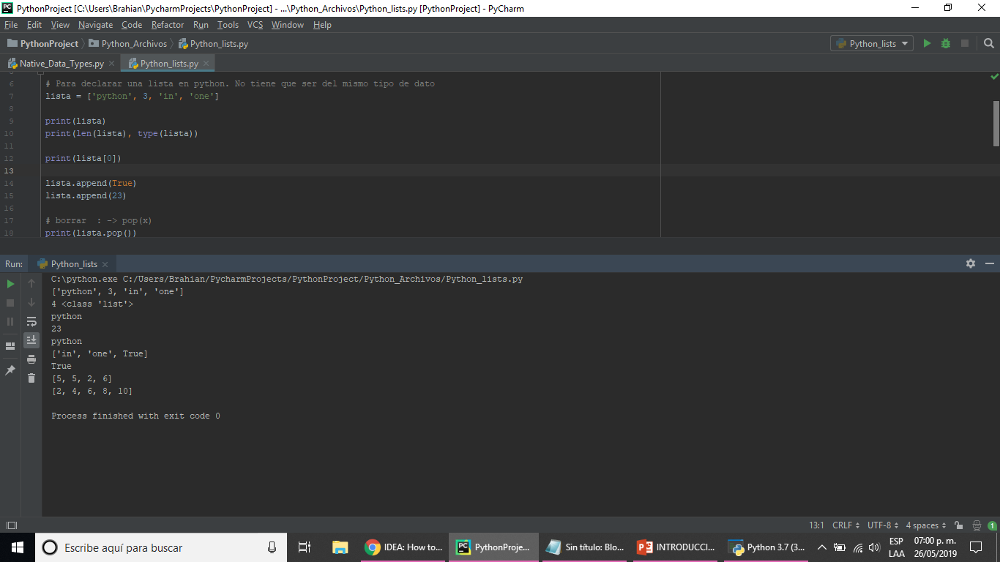 PythonProject [C:\Users\Brahian\PycharmProjects\PythonProject] - ...\Python_Archivos\Python_lists.py [PythonProject] - PyCharm
File Edit View Navigate Code Refactor Run Tools VCS Window Help
PythonProject Python_Archivos Python_lists.py Python_lists
Native_Data_Types.py Python_lists.py
6 # Para declarar una lista en python. No tiene que ser del mismo tipo de dato
7 lista = ['python', 3, 'in', 'one']
8
9 print(lista)
10 print(len(lista), type(lista))
11
12 print(lista[0])
13
14 lista.append(True)
15 lista.append(23)
16
17 # borrar  : -> pop(x)
18 print(lista.pop())
Run: Python_lists
C:\python.exe C:/Users/Brahian/PycharmProjects/PythonProject/Python_Archivos/Python_lists.py
['python', 3, 'in', 'one']
4 <class 'list'>
python
23
python
['in', 'one', True]
True
[5, 5, 2, 6]
[2, 4, 6, 8, 10]
Process finished with exit code 0
13:1 CRLF UTF-8 4 spaces 1
Escribe aquí para buscar IDEA: How to... PythonProje... Sin título: Blo... INTRODUCCI... Python 3.7 (3... ESP 07:00 p. m.
LAA 26/05/2019